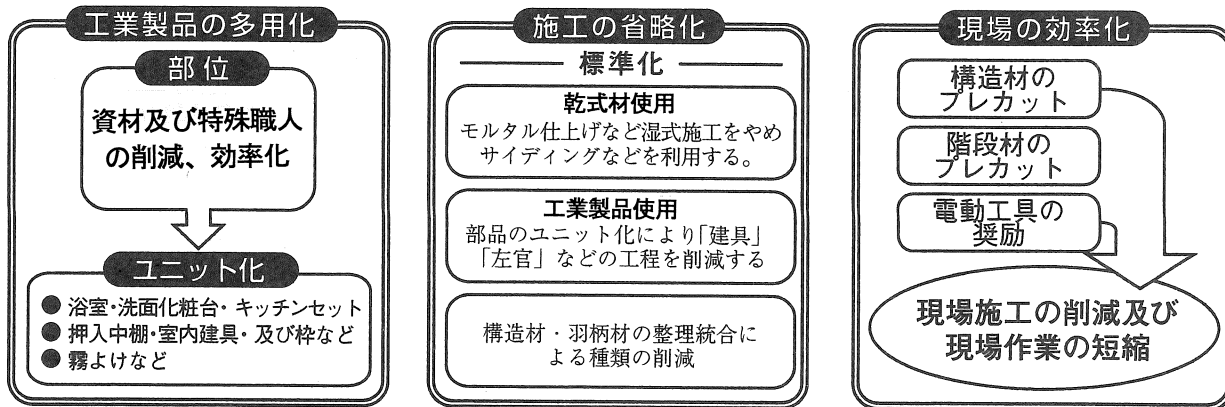 工業製品の多用化
部位
資材及び特殊職人
の削減、効率化
ユニット化
● 浴室・洗面化粧台・キッチンセット
● 押入中棚・室内建具・及び枠など
● 霧よけなど
施工の省略化
標準化
乾式材使用
モルタル仕上げなど湿式施工をやめ
サイディングなどを利用する。
工業製品使用
部品のユニット化により「建具」
「左官」などの工程を削減する
構造材・羽柄材の整理統合に
よる種類の削減
現場の効率化
構造材の
プレカット
階段材の
プレカット
電動工具の
奨励
現場施工の削減及び
現場作業の短縮